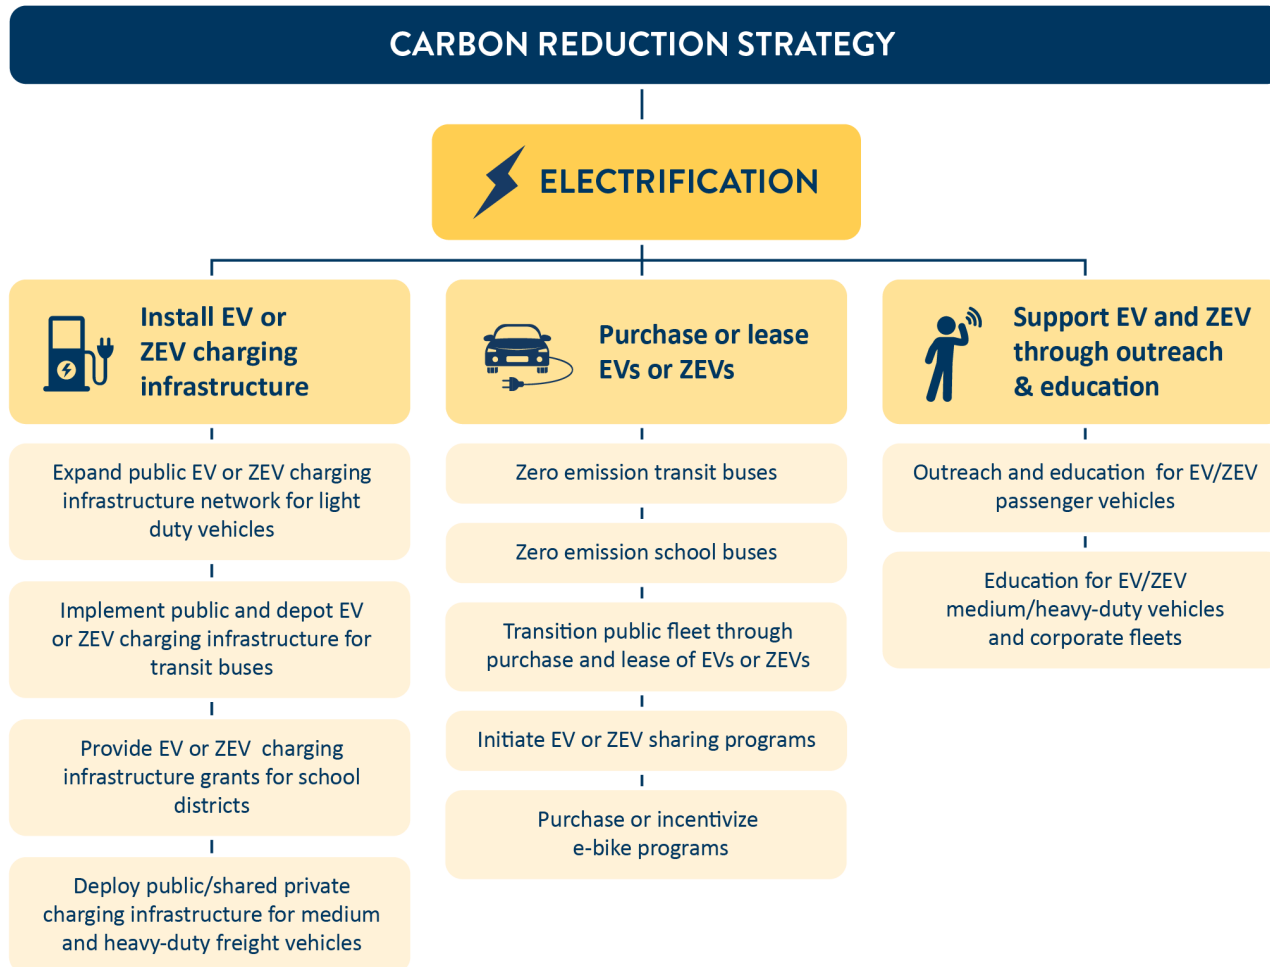 CARBON REDUCTION STRATEGY
ELECTRIFICATION
Install EV or
ZEV charging
infrastructure
Expand public EV or ZEV charging
infrastructure network for light
duty vehicles
Implement public and depot EV
or ZEV charging infrastructure for
transit buses
Provide EV or ZEV charging
infrastructure grants for school
districts
Deploy public/shared private
charging infrastructure for medium
and heavy-duty freight vehicles
Purchase or lease
EVs or ZEVs
Zero emission transit buses
Zero emission school buses
Transition public fleet through
purchase and lease of EVs or ZEVs
Initiate EV or ZEV sharing programs
Purchase or incentivize
e-bike programs
Support EV and ZEV
through outreach
& education
Outreach and education for EV/ZEV
passenger vehicles
Education for EV/ZEV
medium/heavy-duty vehicles
and corporate fleets